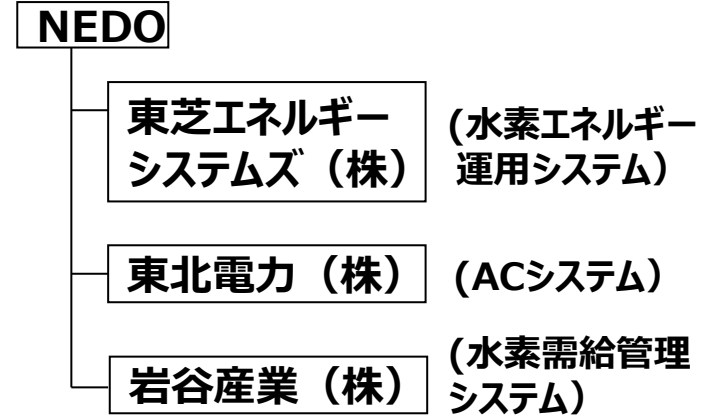 NEDO
東芝エネルギー
システムズ（株）
(水素エネルギー
運用システム）
東北電力（株）
(ACシステム）
岩谷産業（株）
(水素需給管理
システム）